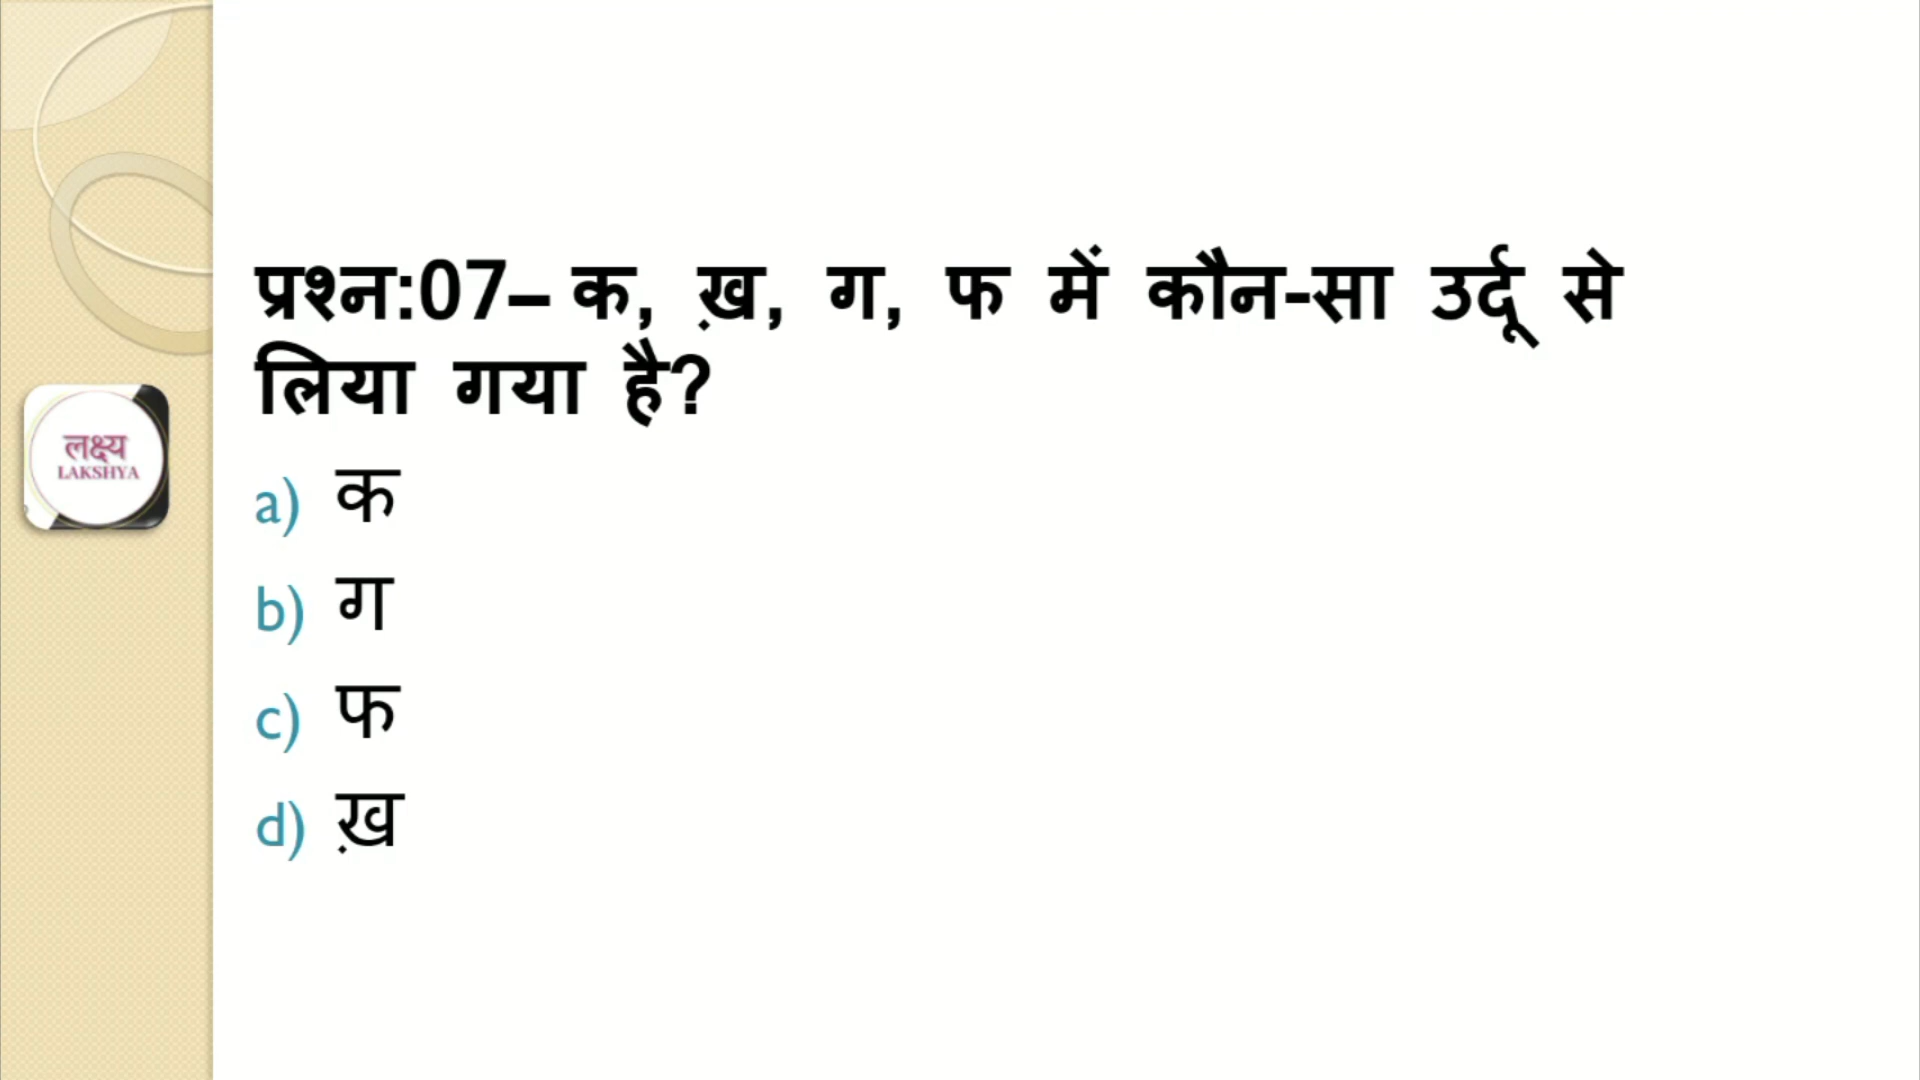 प्रश्न:07– क, ख़, ग, फ में कौन-सा उर्दू से
लिया गया है?
लक्ष्य
LAKSHYA
a) क
b) ग
c) फ
d) ख़